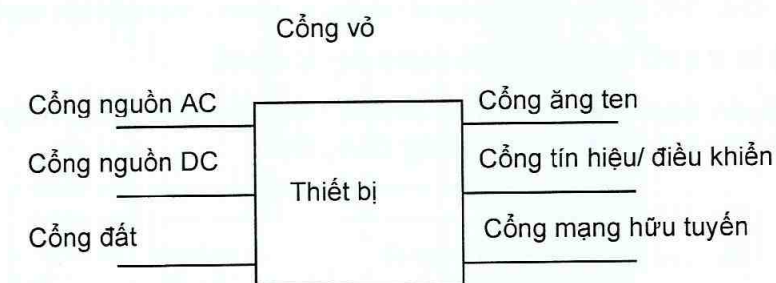 Cổng vỏ
Cổng nguồn AC
Cổng ăng ten
Cổng nguồn DC
Cổng tín hiệu/ điều khiển
Thiết bị
Cổng đất
Cổng mạng hữu tuyến